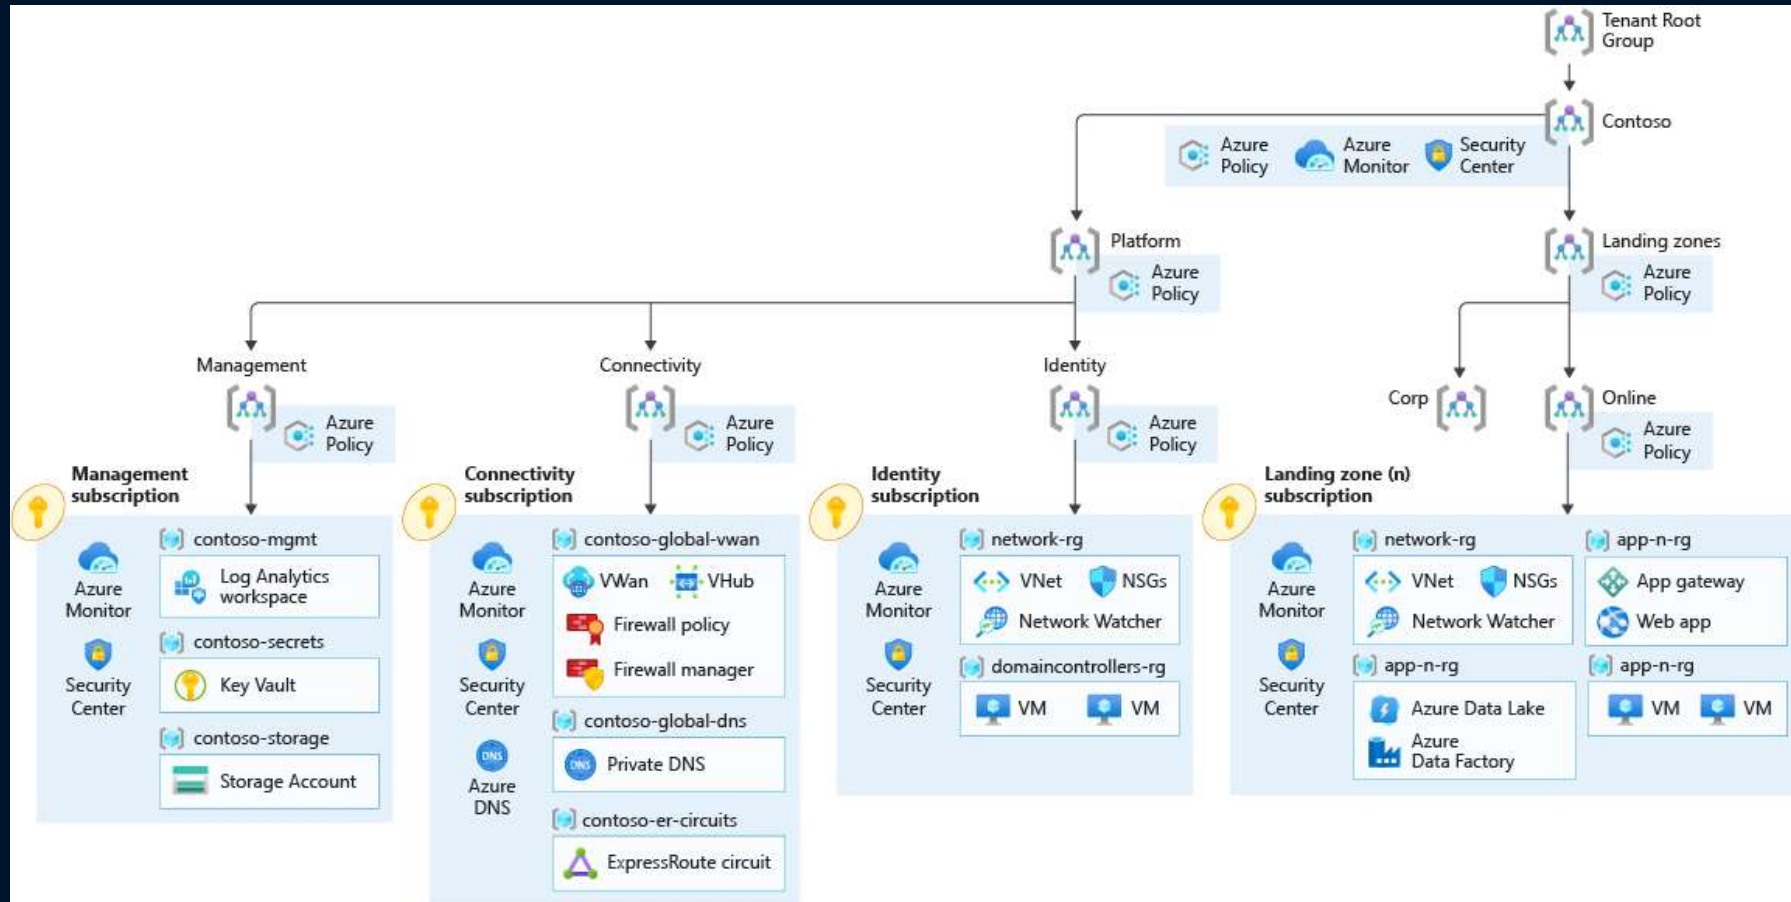 Tenant Root
Group
Contoso
Azure
Policy
Azure
Monitor
Security
Center
Platform
Azure
Policy
Landing zones
Azure
Policy
Management
Azure
Policy
Connectivity
Azure
Policy
Identity
Azure
Policy
Corp
Online
Azure
Policy
Management
subscription
Azure
Monitor
Security
Center
contoso-mgmt
Log Analytics
workspace
contoso-secrets
Key Vault
contoso-storage
Storage Account
Connectivity
subscription
Azure
Monitor
Security
Center
DNS
Azure
DNS
contoso-global-vwan
VWan
VHub
Firewall policy
Firewall manager
contoso-global-dns
DNS
Private DNS
contoso-er-circuits
ExpressRoute circuit
Identity
subscription
Azure
Monitor
Security
Center
network-rg
VNet
NSGs
Network Watcher
domaincontrollers-rg
VM
VM
Landing zone (n)
subscription
Azure
Monitor
Security
Center
network-rg
VNet
NSGs
Network Watcher
app-n-rg
Azure Data Lake
Azure
Data Factory
app-n-rg
App gateway
Web app
app-n-rg
VM
VM